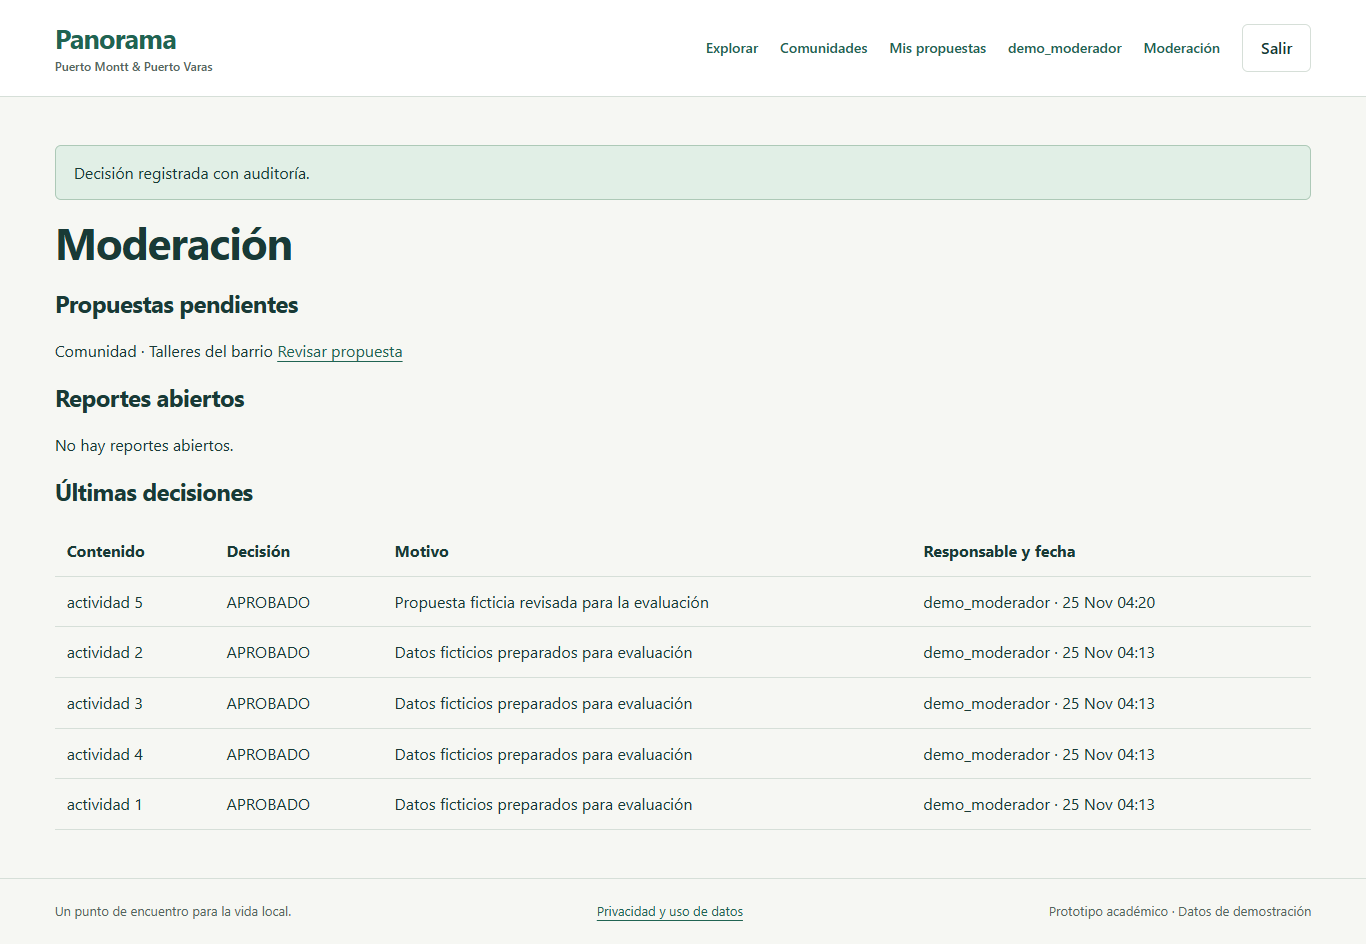 Panorama
Puerto Montt & Puerto Varas
Explorar Comunidades Mis propuestas demo_moderador Moderación Salir
Decisión registrada con auditoría.
Moderación
Propuestas pendientes
Comunidad · Talleres del barrio Revisar propuesta
Reportes abiertos
No hay reportes abiertos.
Últimas decisiones
Contenido Decisión Motivo Responsable y fecha
actividad 5 APROBADO Propuesta ficticia revisada para la evaluación demo_moderador · 25 Nov 04:20
actividad 2 APROBADO Datos ficticios preparados para evaluación demo_moderador · 25 Nov 04:13
actividad 3 APROBADO Datos ficticios preparados para evaluación demo_moderador · 25 Nov 04:13
actividad 4 APROBADO Datos ficticios preparados para evaluación demo_moderador · 25 Nov 04:13
actividad 1 APROBADO Datos ficticios preparados para evaluación demo_moderador · 25 Nov 04:13
Un punto de encuentro para la vida local. Privacidad y uso de datos Prototipo académico · Datos de demostración